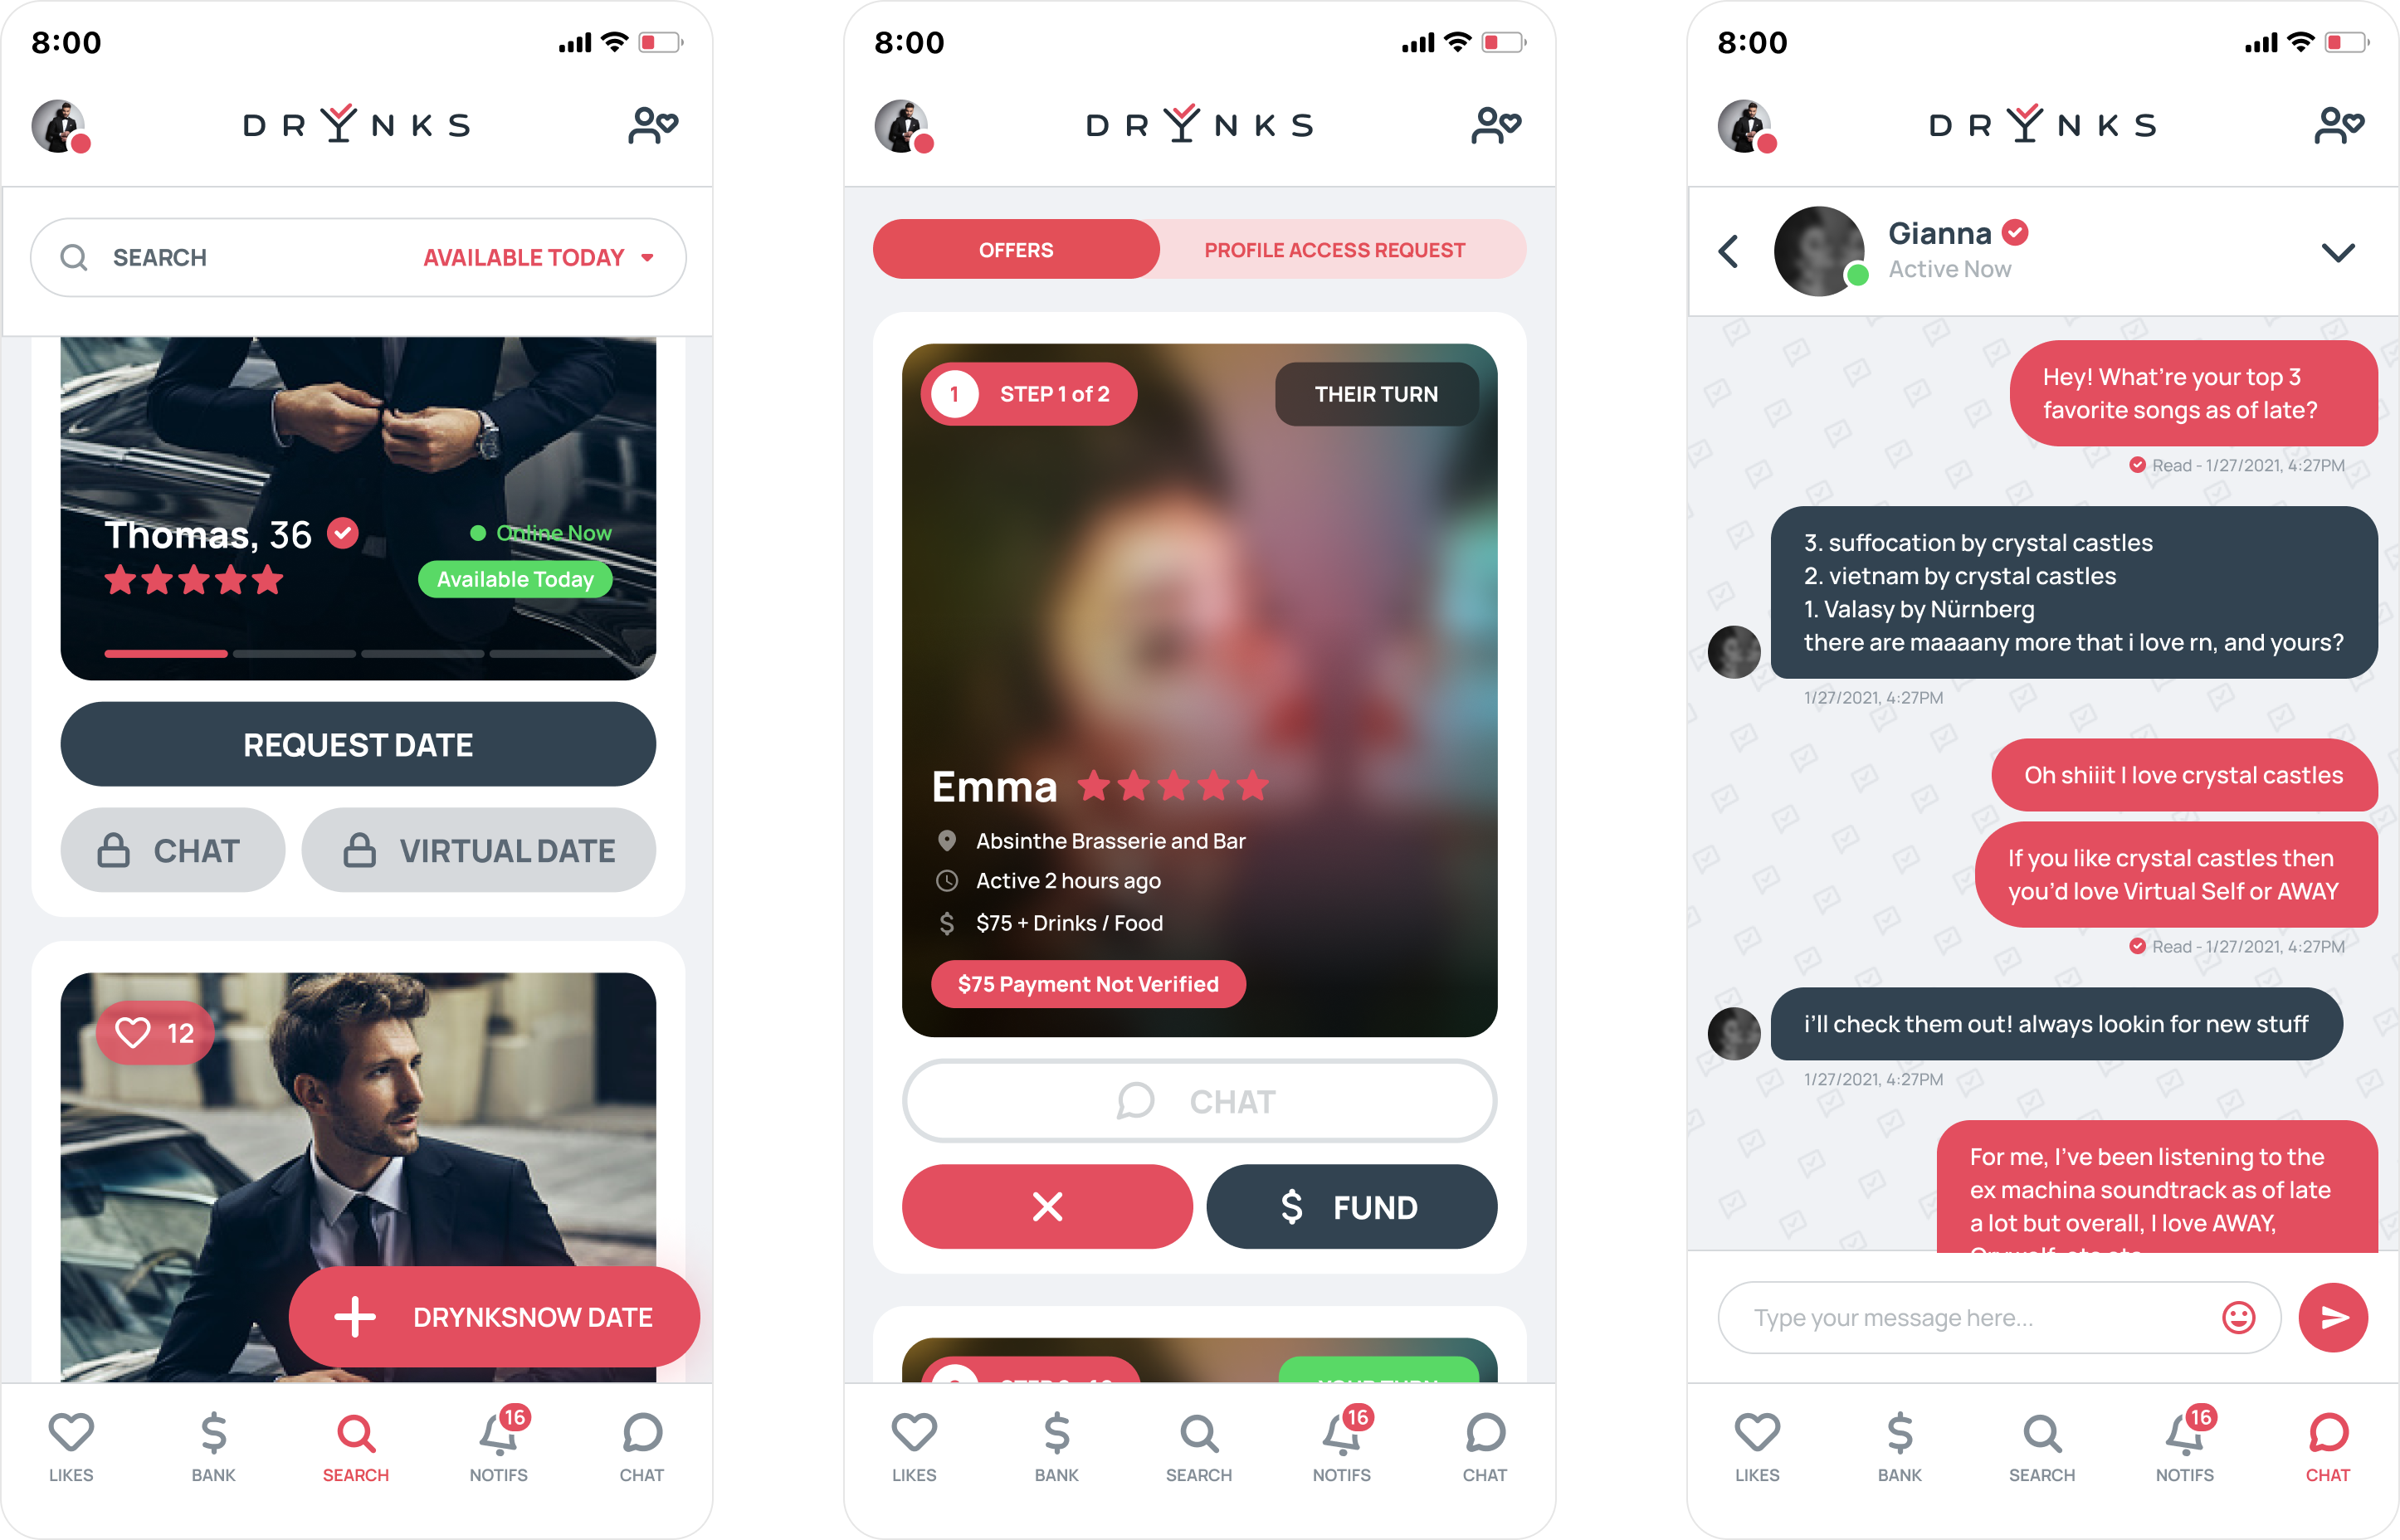 8:00
DRYNKS
SEARCH
AVAILABLE TODAY
Thomas, 36
Online Now
Available Today
REQUEST DATE
CHAT
VIRTUAL DATE
12
DRYNKSNOW DATE
LIKES
BANK
SEARCH
16
NOTIFS
CHAT
8:00
DRYNKS
OFFERS
PROFILE ACCESS REQUEST
1
STEP 1 of 2
THEIR TURN
Emma
Absinthe Brasserie and Bar
Active 2 hours ago
$75 + Drinks / Food
$75 Payment Not Verified
CHAT
$ FUND
YOUR TURN
LIKES
BANK
SEARCH
16
NOTIFS
CHAT
8:00
DRYNKS
Gianna
Active Now
Hey! What're your top 3
favorite songs as of late?
Read - 1/27/2021, 4:27PM
3. suffocation by crystal castles
2. vietnam by crystal castles
1. Valasy by Nürnberg
there are maaaany more that i love rn, and yours?
1/27/2021, 4:27PM
Oh shiiit I love crystal castles
If you like crystal castles then
you'd love Virtual Self or AWAY
Read - 1/27/2021, 4:27PM
i'll check them out! always lookin for new stuff
1/27/2021, 4:27PM
For me, I've been listening to the
ex machina soundtrack as of late
a lot but overall, I love AWAY,
Type your message here...
LIKES
BANK
SEARCH
16
NOTIFS
CHAT